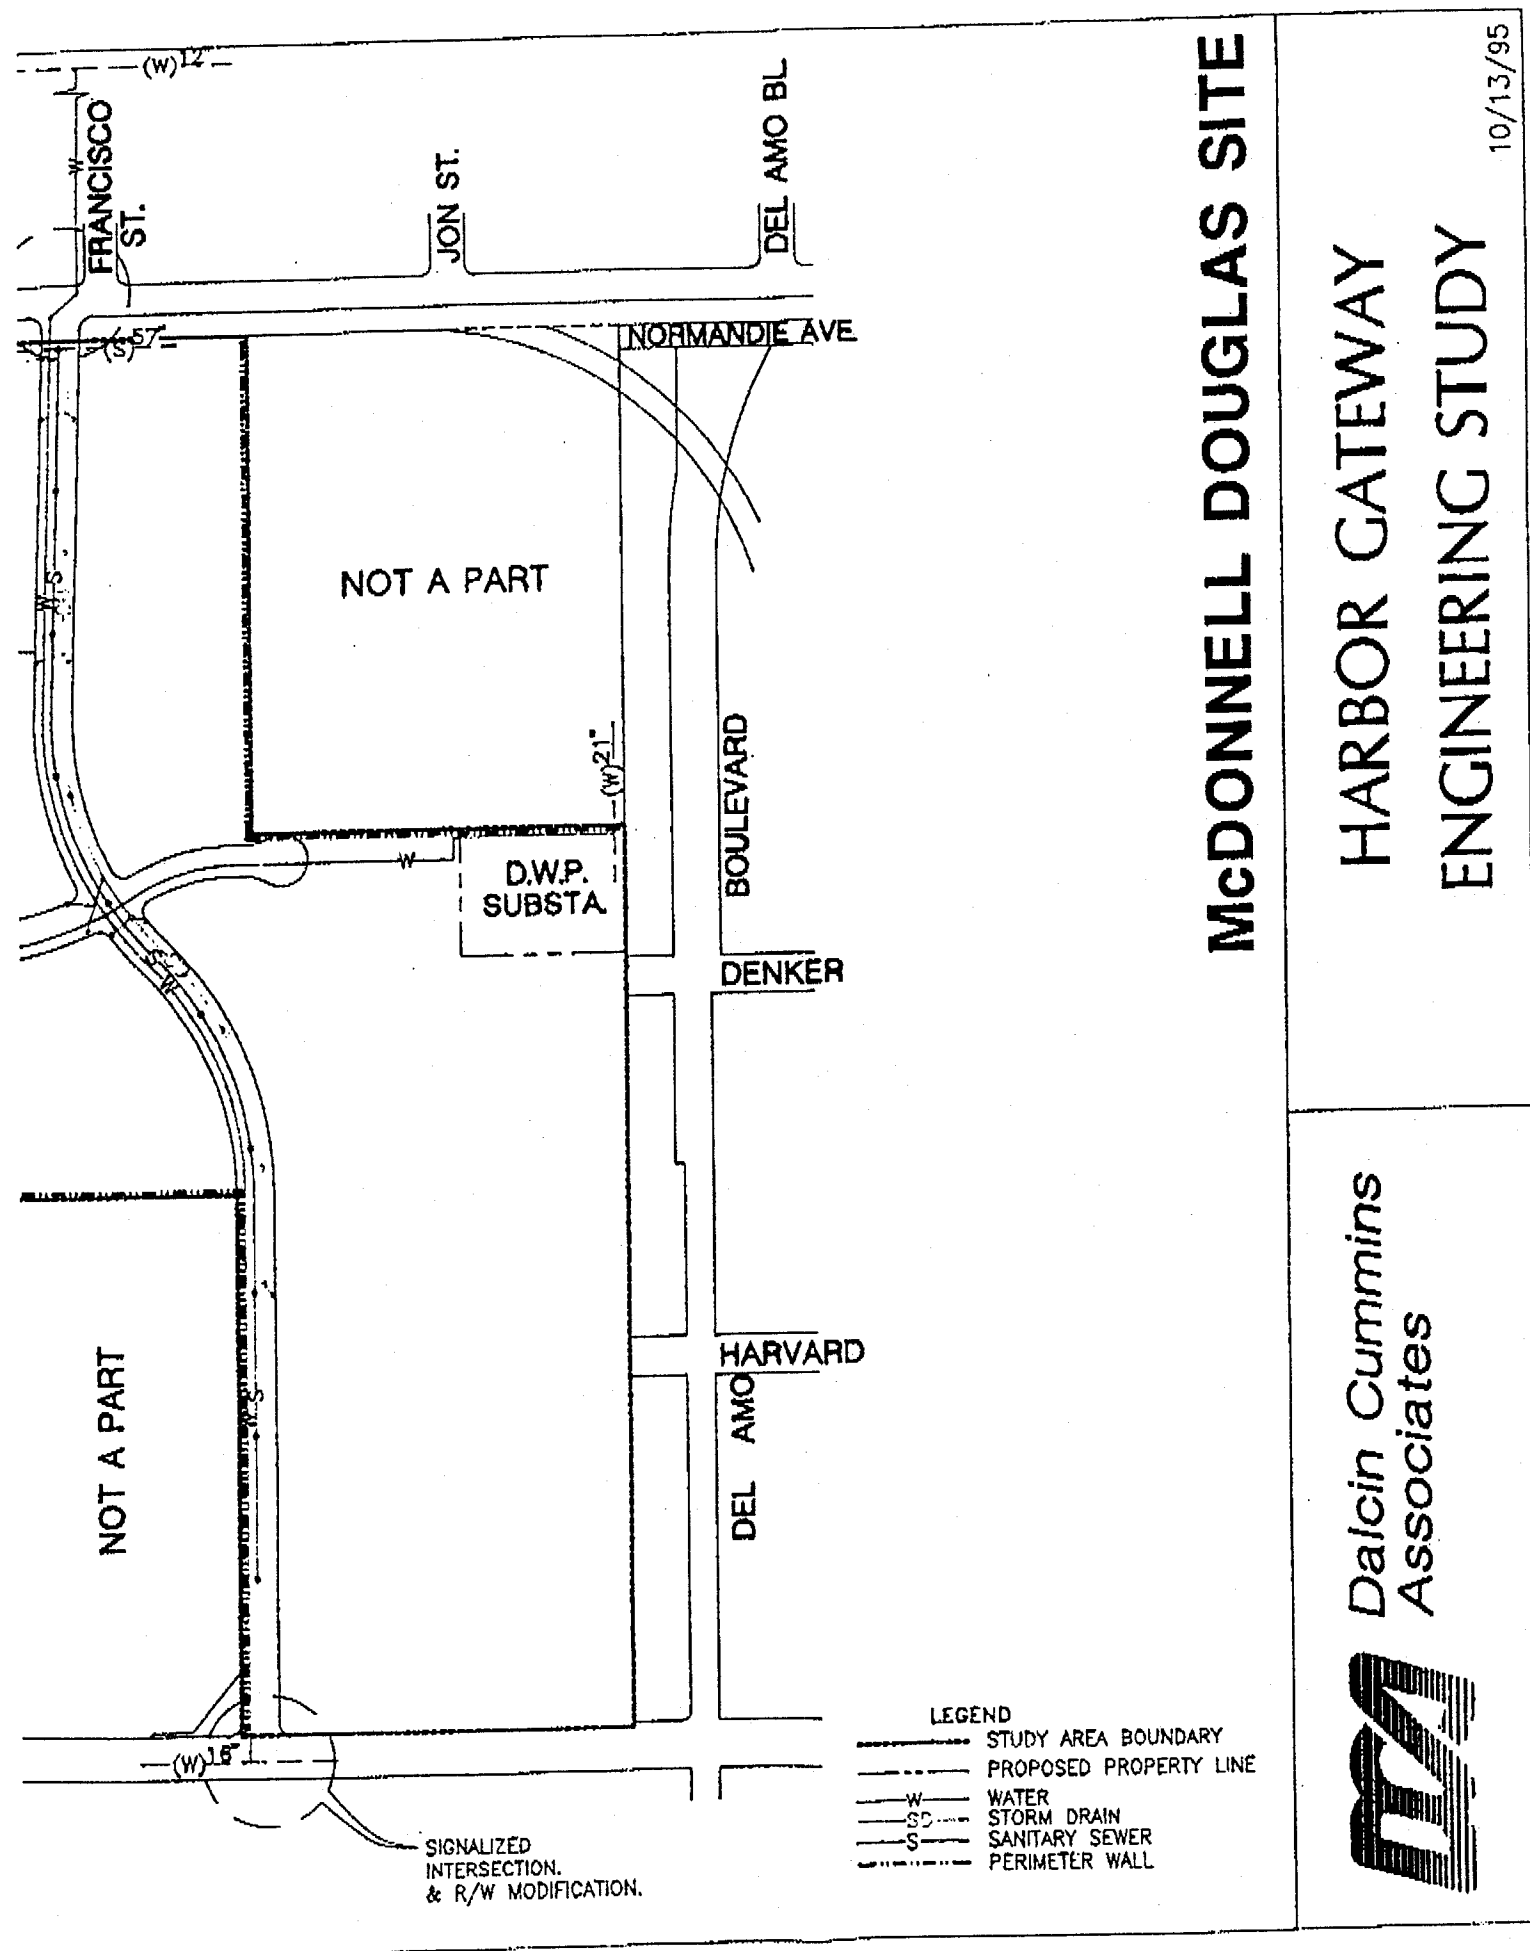 (W)12"
W
FRANCISCO
ST.
JON ST.
DEL AMO BL.
(S)57"
NORMANDIE AVE.
S
W
NOT A PART
(W)21"
BOULEVARD
W
D.W.P.
SUBSTA.
S
W
DENKER
NOT A PART
S
HARVARD
DEL AMO
(W)
SIGNALIZED
INTERSECTION.
& R/W MODIFICATION.
LEGEND
STUDY AREA BOUNDARY
PROPOSED PROPERTY LINE
W WATER
SD STORM DRAIN
S SANITARY SEWER
PERIMETER WALL
McDONNELL DOUGLAS SITE
HARBOR GATEWAY
ENGINEERING STUDY
10/13/95
Dalcin Cummins
Associates